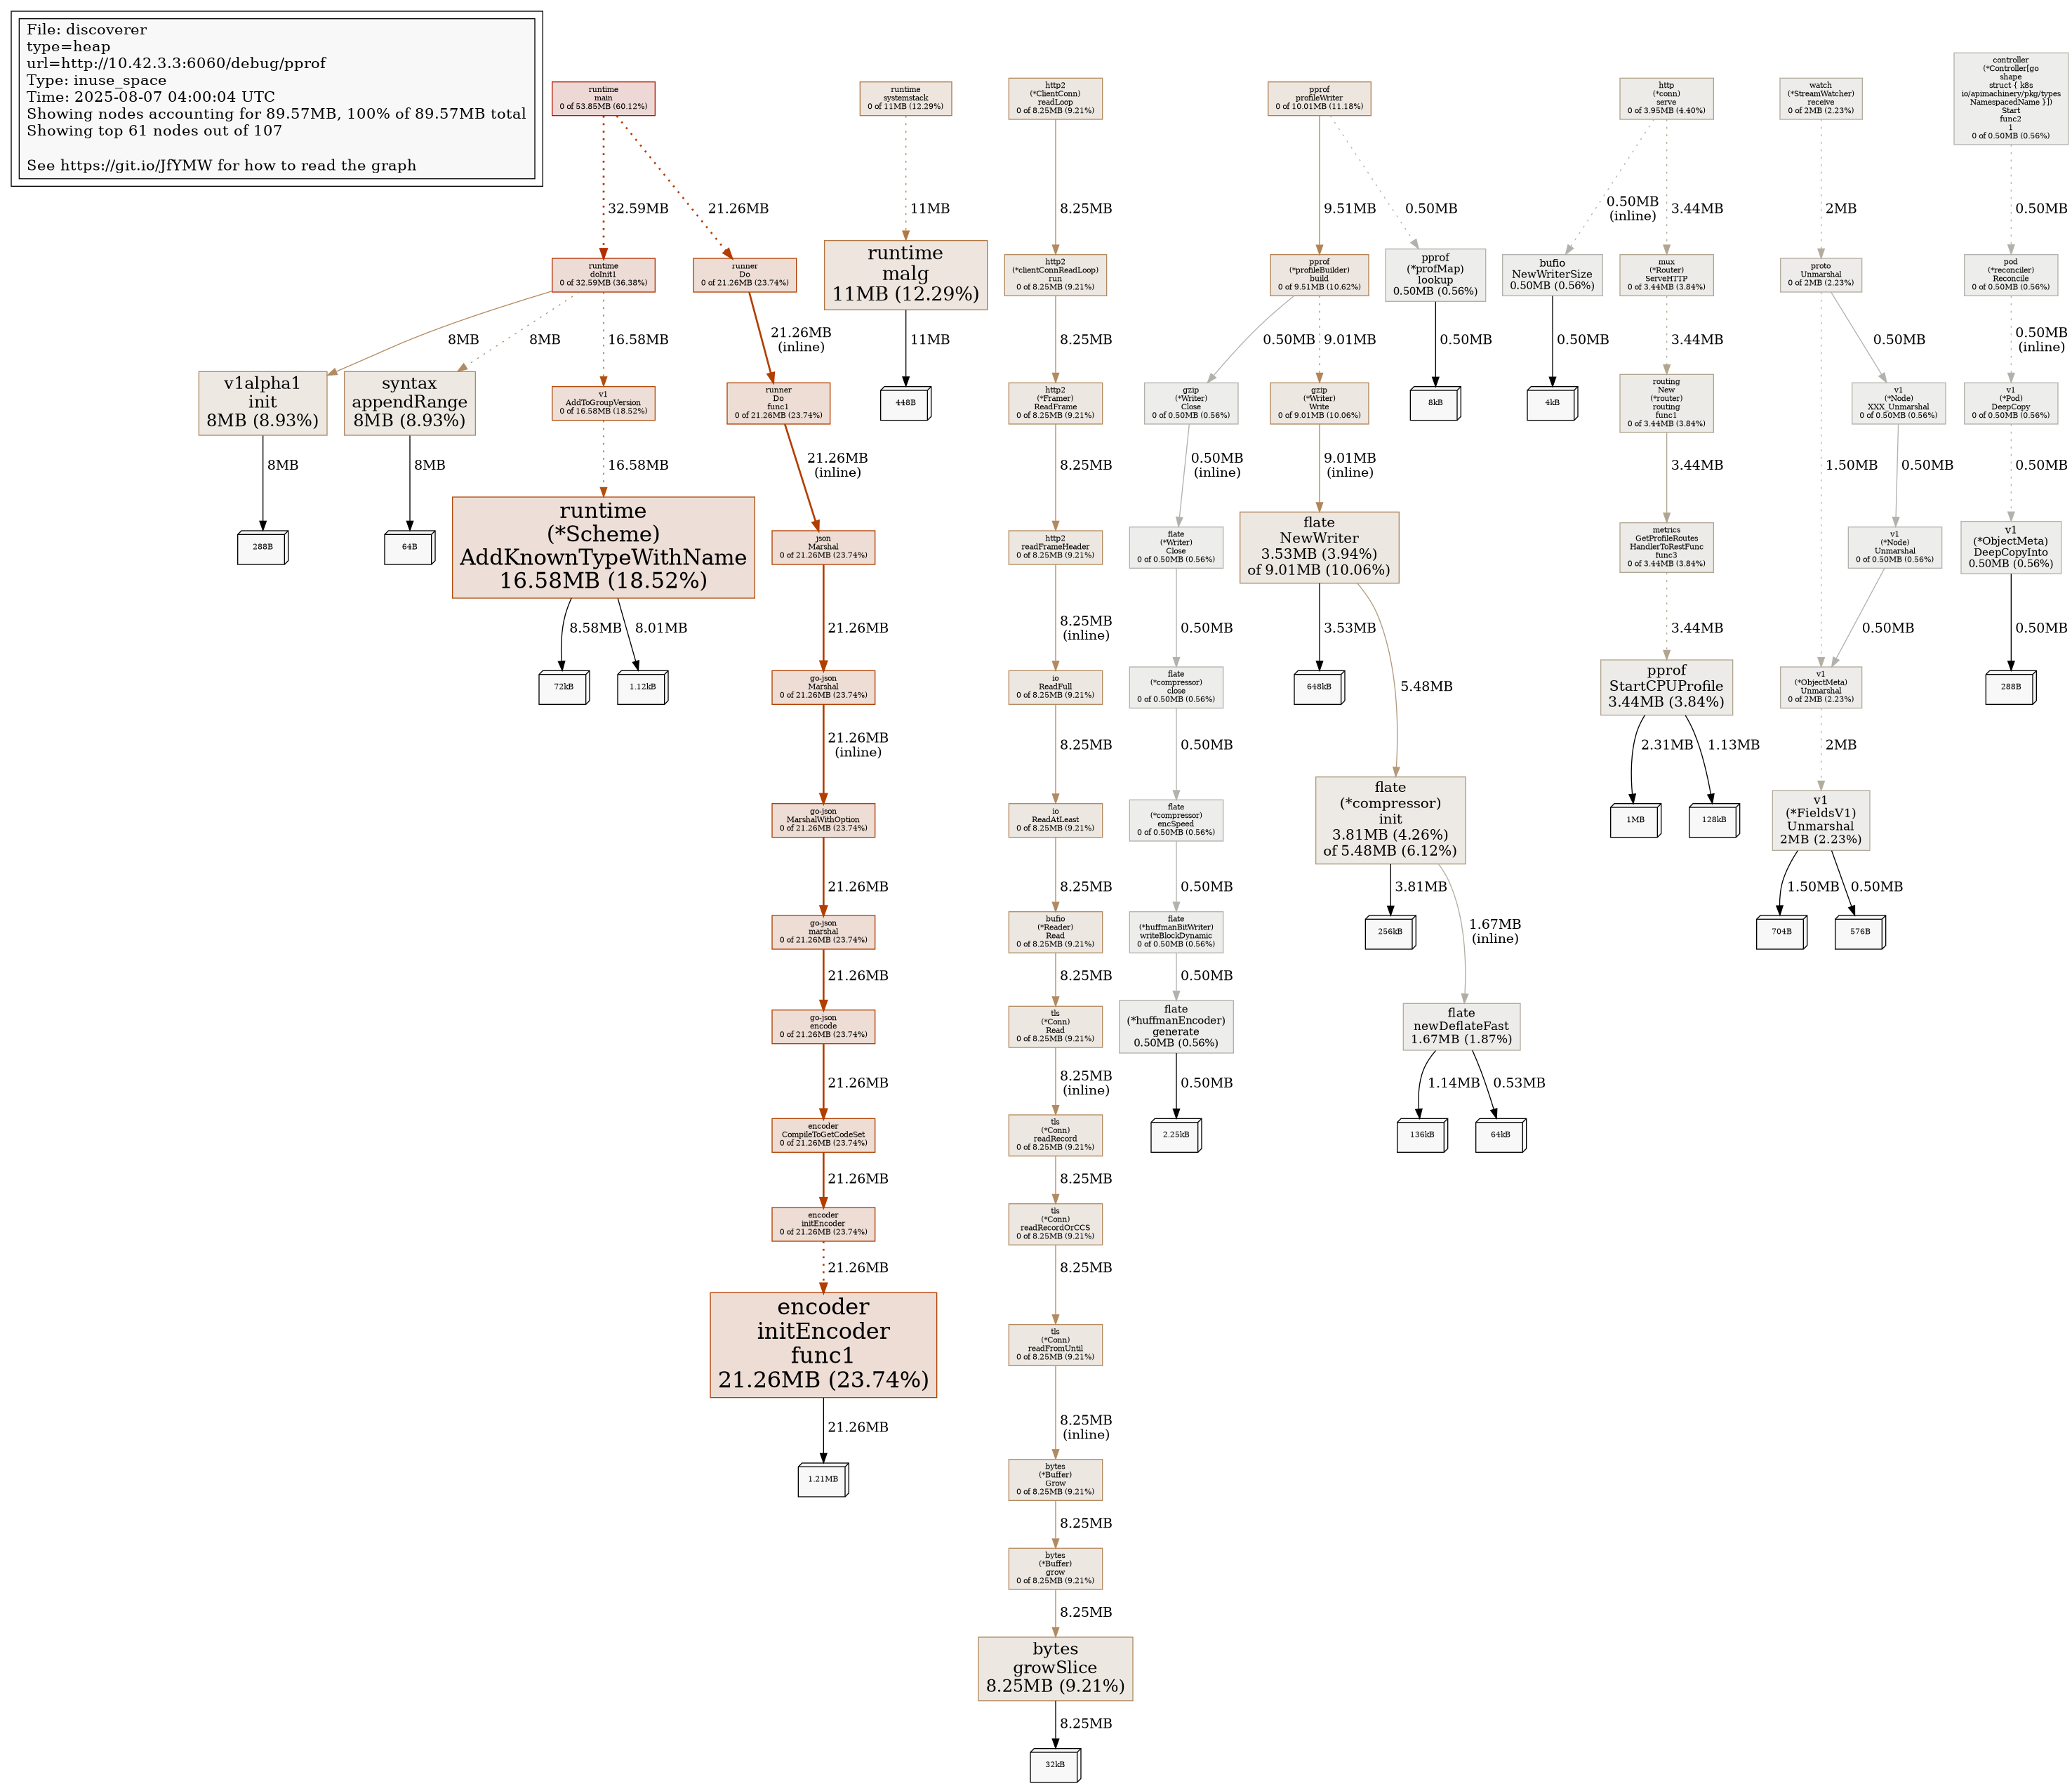 File: discoverer
type=heap
url=http://10.42.3.3:6060/debug/pprof
Type: inuse_space
Time: 2025-08-07 04:00:04 UTC
Showing nodes accounting for 89.57MB, 100% of 89.57MB total
Showing top 61 nodes out of 107
See https://git.io/JfYMW for how to read the graph
runtime
main
0 of 53.85MB (60.12%)
runtime
systemstack
0 of 11MB (12.29%)
http2
(*ClientConn)
readLoop
0 of 8.25MB (9.21%)
pprof
profileWriter
0 of 10.01MB (11.18%)
http
(*conn)
serve
0 of 3.95MB (4.40%)
watch
(*StreamWatcher)
receive
0 of 2MB (2.23%)
controller
(*Controller[go
shape
struct { k8s
io/apimachinery/pkg/types
NamespacedName }])
Start
func2
1
0 of 0.50MB (0.56%)
32.59MB
21.26MB
11MB
8.25MB
9.51MB
0.50MB
0.50MB
(inline)
3.44MB
2MB
0.50MB
runtime
doInit1
0 of 32.59MB (36.38%)
runner
Do
0 of 21.26MB (23.74%)
runtime
malg
11MB (12.29%)
http2
(*clientConnReadLoop)
run
0 of 8.25MB (9.21%)
pprof
(*profileBuilder)
build
0 of 9.51MB (10.62%)
pprof
(*profMap)
lookup
0.50MB (0.56%)
bufio
NewWriterSize
0.50MB (0.56%)
mux
(*Router)
ServeHTTP
0 of 3.44MB (3.84%)
proto
Unmarshal
0 of 2MB (2.23%)
pod
(*reconciler)
Reconcile
0 of 0.50MB (0.56%)
8MB
8MB
16.58MB
21.26MB
(inline)
11MB
8.25MB
0.50MB
9.01MB
0.50MB
0.50MB
3.44MB
0.50MB
0.50MB
(inline)
v1alpha1
init
8MB (8.93%)
syntax
appendRange
8MB (8.93%)
v1
AddToGroupVersion
0 of 16.58MB (18.52%)
runner
Do
func1
0 of 21.26MB (23.74%)
448B
http2
(*Framer)
ReadFrame
0 of 8.25MB (9.21%)
gzip
(*Writer)
Close
0 of 0.50MB (0.56%)
gzip
(*Writer)
Write
0 of 9.01MB (10.06%)
8kB
4kB
routing
New
(*router)
routing
func1
0 of 3.44MB (3.84%)
v1
(*Node)
XXX_Unmarshal
0 of 0.50MB (0.56%)
v1
(*Pod)
DeepCopy
0 of 0.50MB (0.56%)
8MB
8MB
16.58MB
21.26MB
(inline)
8.25MB
0.50MB
(inline)
9.01MB
(inline)
3.44MB
1.50MB
0.50MB
0.50MB
288B
64B
runtime
(*Scheme)
AddKnownTypeWithName
16.58MB (18.52%)
json
Marshal
0 of 21.26MB (23.74%)
http2
readFrameHeader
0 of 8.25MB (9.21%)
flate
(*Writer)
Close
0 of 0.50MB (0.56%)
flate
NewWriter
3.53MB (3.94%)
of 9.01MB (10.06%)
metrics
GetProfileRoutes
HandlerToRestFunc
func3
0 of 3.44MB (3.84%)
v1
(*Node)
Unmarshal
0 of 0.50MB (0.56%)
v1
(*ObjectMeta)
DeepCopyInto
0.50MB (0.56%)
8.58MB
8.01MB
21.26MB
8.25MB
(inline)
0.50MB
3.53MB
5.48MB
3.44MB
0.50MB
0.50MB
72kB
1.12kB
go-json
Marshal
0 of 21.26MB (23.74%)
io
ReadFull
0 of 8.25MB (9.21%)
flate
(*compressor)
close
0 of 0.50MB (0.56%)
648kB
pprof
StartCPUProfile
3.44MB (3.84%)
v1
(*ObjectMeta)
Unmarshal
0 of 2MB (2.23%)
288B
21.26MB
(inline)
8.25MB
0.50MB
2.31MB
1.13MB
2MB
go-json
MarshalWithOption
0 of 21.26MB (23.74%)
io
ReadAtLeast
0 of 8.25MB (9.21%)
flate
(*compressor)
encSpeed
0 of 0.50MB (0.56%)
flate
(*compressor)
init
3.81MB (4.26%)
of 5.48MB (6.12%)
1MB
128kB
v1
(*FieldsV1)
Unmarshal
2MB (2.23%)
21.26MB
8.25MB
0.50MB
3.81MB
1.67MB
(inline)
1.50MB
0.50MB
go-json
marshal
0 of 21.26MB (23.74%)
bufio
(*Reader)
Read
0 of 8.25MB (9.21%)
flate
(*huffmanBitWriter)
writeBlockDynamic
0 of 0.50MB (0.56%)
256kB
704B
576B
21.26MB
8.25MB
0.50MB
go-json
encode
0 of 21.26MB (23.74%)
tls
(*Conn)
Read
0 of 8.25MB (9.21%)
flate
(*huffmanEncoder)
generate
0.50MB (0.56%)
flate
newDeflateFast
1.67MB (1.87%)
21.26MB
8.25MB
(inline)
0.50MB
1.14MB
0.53MB
encoder
CompileToGetCodeSet
0 of 21.26MB (23.74%)
tls
(*Conn)
readRecord
0 of 8.25MB (9.21%)
2.25kB
136kB
64kB
21.26MB
8.25MB
encoder
initEncoder
0 of 21.26MB (23.74%)
tls
(*Conn)
readRecordOrCCS
0 of 8.25MB (9.21%)
21.26MB
8.25MB
encoder
initEncoder
func1
21.26MB (23.74%)
tls
(*Conn)
readFromUntil
0 of 8.25MB (9.21%)
21.26MB
8.25MB
(inline)
1.21MB
bytes
(*Buffer)
Grow
0 of 8.25MB (9.21%)
8.25MB
bytes
(*Buffer)
grow
0 of 8.25MB (9.21%)
8.25MB
bytes
growSlice
8.25MB (9.21%)
8.25MB
32kB